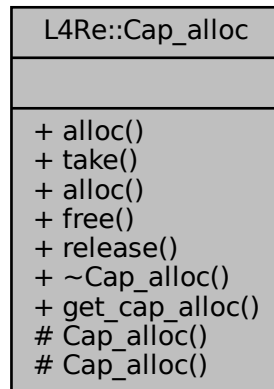 L4Re::Cap_alloc
+ alloc()
+ take()
+ alloc()
+ free()
+ release()
+ ~Cap_alloc()
+ get_cap_alloc()
# Cap_alloc()
# Cap_alloc()